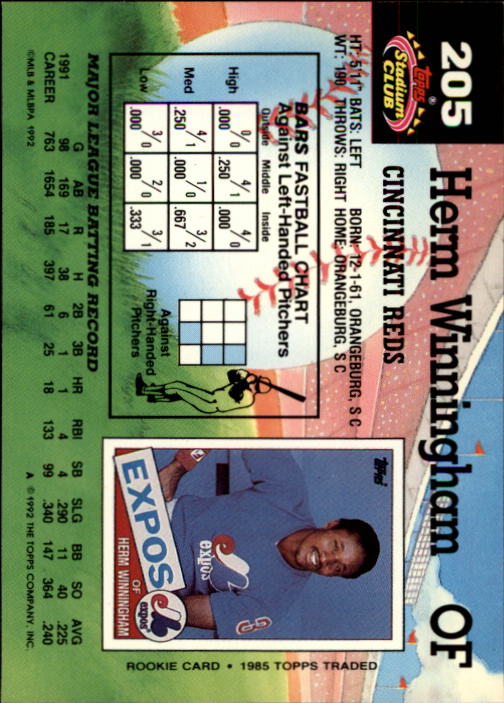 205
Topps®
Stadium
CLUB
Herm Winningham OF
CINCINNATI REDS
HT: 5'11" BATS: LEFT BORN: 12-1-61, ORANGEBURG, S C
WT: 190 THROWS: RIGHT HOME: ORANGEBURG, S C
BARS FASTBALL CHART
Against Left-Handed Pitchers
Outside Middle Inside
High 0/0 .000 4/1 .250 4/0 .000
Med 4/1 .250 1/0 .000 3/2 .667
Low 3/0 .000 2/0 .000 3/1 .333
Against
Right-Handed
Pitchers
Topps
expos
3
EXPOS
expos
OF
HERM WINNINGHAM
ROOKIE CARD • 1985 TOPPS TRADED
MAJOR LEAGUE BATTING RECORD
G AB R H 2B 3B HR RBI SB SLG BB SO AVG
1991 98 169 17 38 6 1 1 4 4 .290 11 40 .225
CAREER 763 1654 185 397 61 25 18 133 99 .340 147 364 .240
©MLB & MLBPA 1992
A © 1992 THE TOPPS COMPANY, INC.